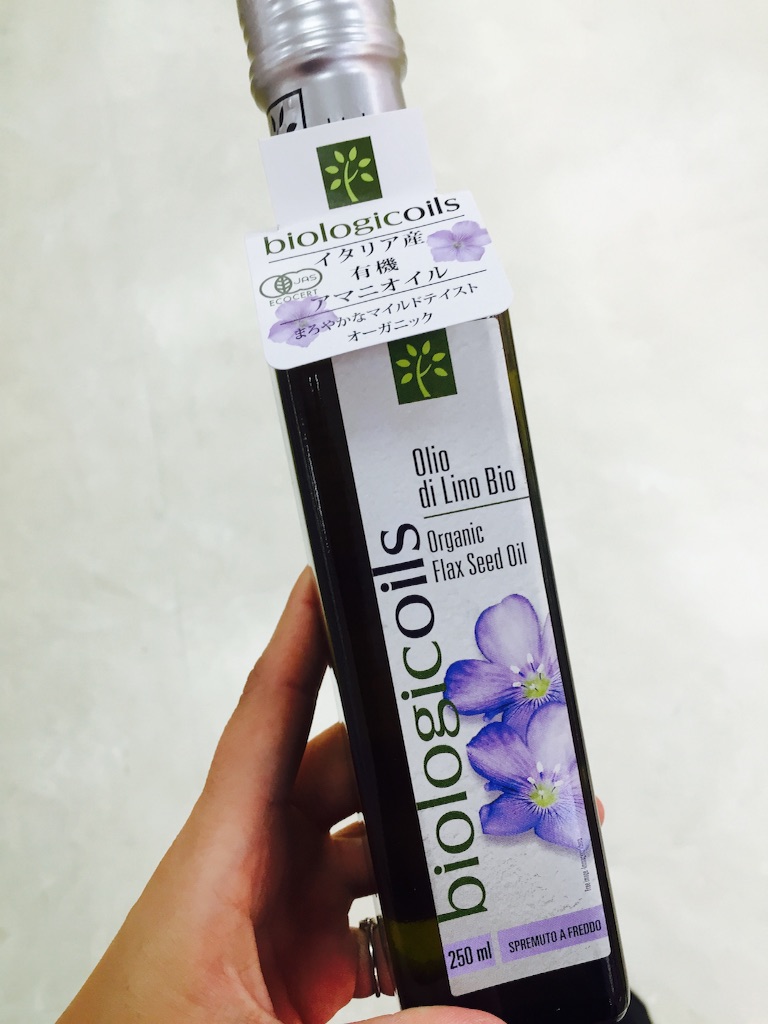 biologicoils
イタリア産
有機
アマニオイル
JAS
ECOCERT
まろやかなマイルドテイスト
オーガニック
Olio
di Lino Bio
Organic
Flax Seed Oil
biologicoils
250 ml
SPREMUTO A FREDDO